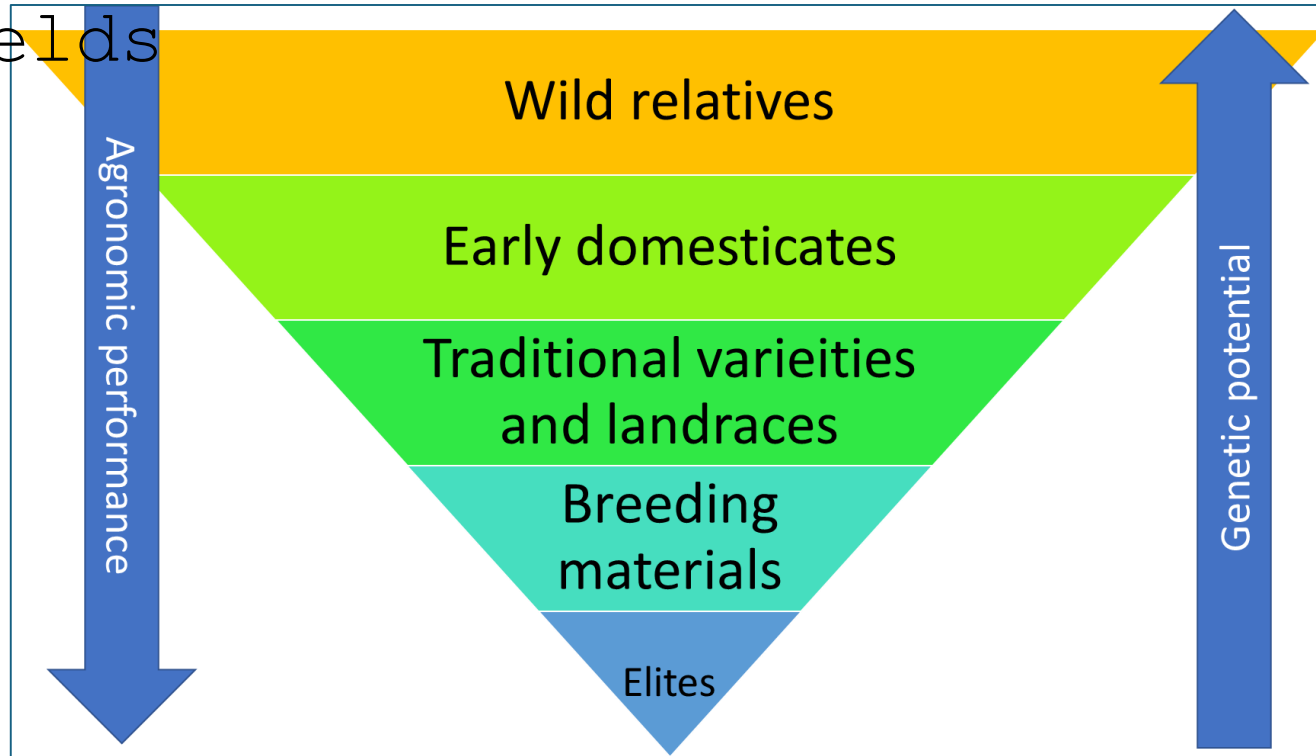 elds
Wild relatives
Agronomic performance
Early domesticates
Genetic potential
Traditional varieities
and landraces
Breeding
materials
Elites